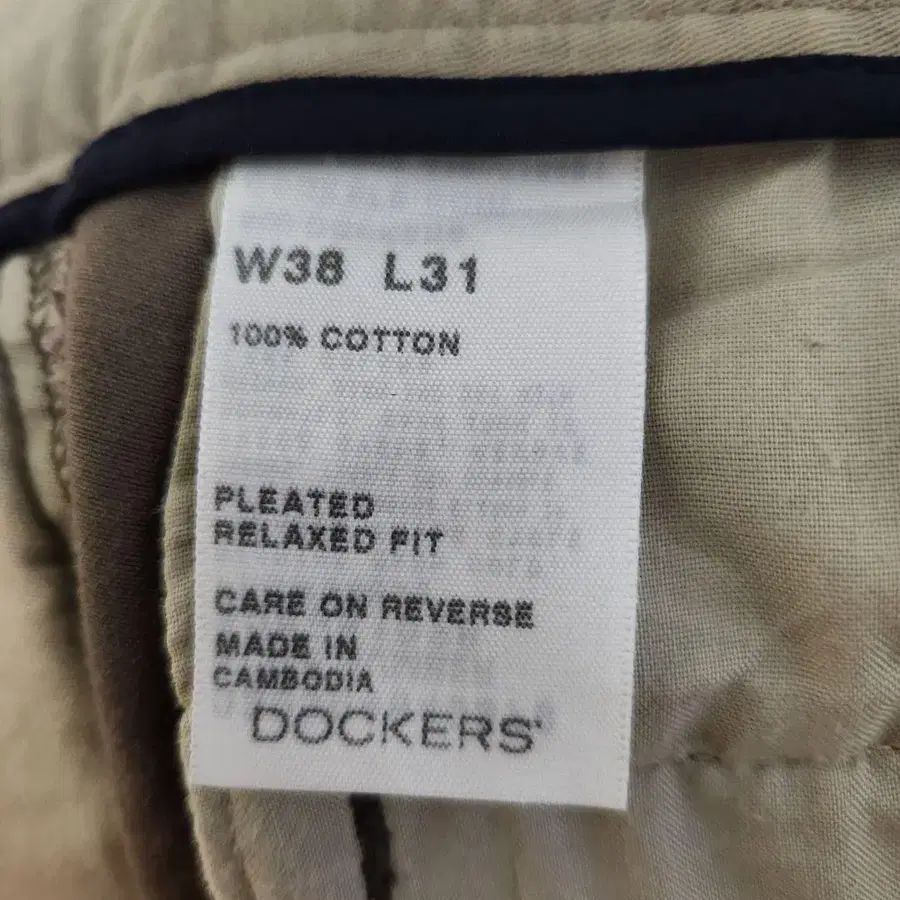 W38 L31
100% COTTON
PLEATED
RELAXED FIT
CARE ON REVERSE
MADE IN
CAMBODIA
DOCKERS®